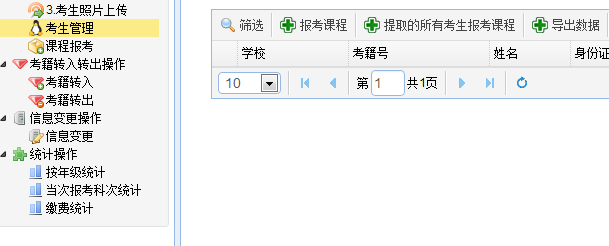 3.考生照片上传
考生管理
课程报考
考籍转入转出操作
考籍转入
考籍转出
信息变更操作
信息变更
统计操作
按年级统计
当次报考科次统计
缴费统计
筛选 报考课程 提取的所有考生报考课程 导出数据
学校 考籍号 姓名 身份证
10 第 1 共1页